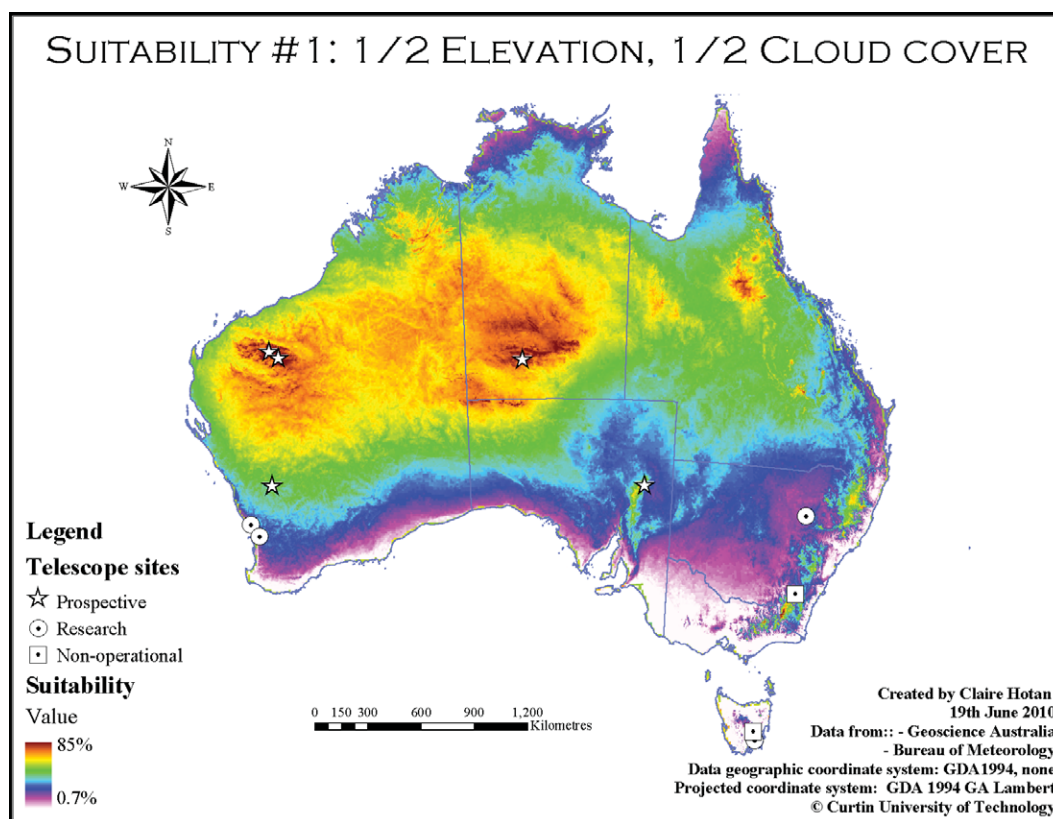 SUITABILITY #1: 1/2 ELEVATION, 1/2 CLOUD COVER
N
W
E
S
Legend
Telescope sites
Prospective
Research
Non-operational
Suitability
Value
85%
0.7%
0 150 300 600 900 1,200
Kilometres
Created by Claire Hotan
19th June 2010
Data from:: - Geoscience Australia
- Bureau of Meteorology
Data geographic coordinate system: GDA1994, none
Projected coordinate system: GDA 1994 GA Lambert
© Curtin University of Technology